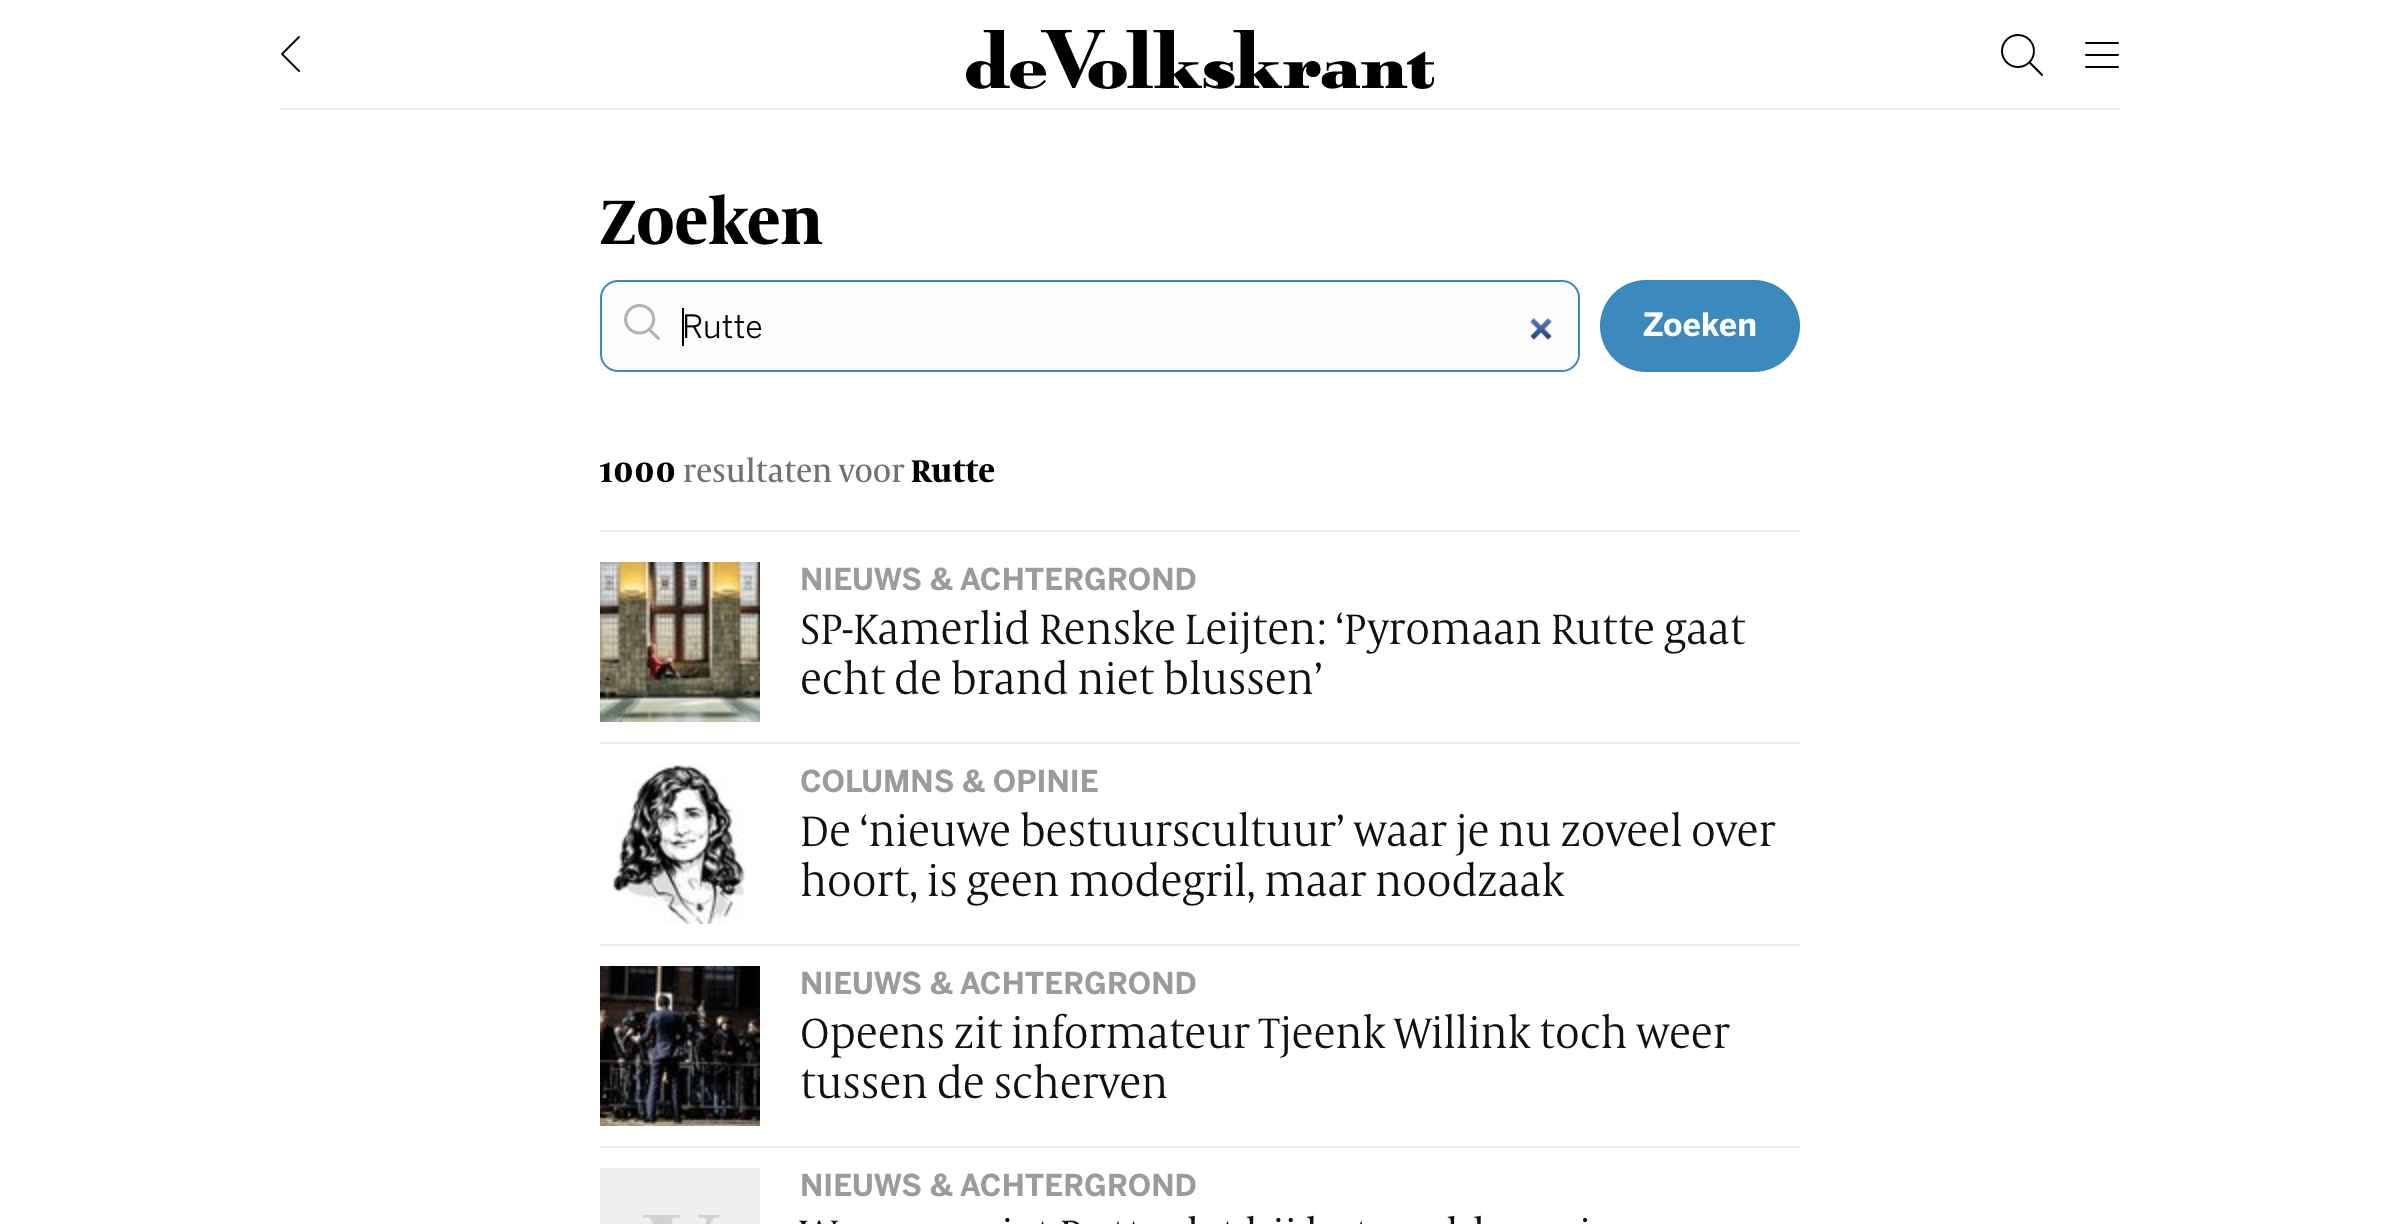 de Volkskrant
Zoeken
Rutte
Zoeken
1000 resultaten voor Rutte
NIEUWS & ACHTERGROND
SP-Kamerlid Renske Leijten: ‘Pyromaan Rutte gaat
echt de brand niet blussen’
COLUMNS & OPINIE
De ‘nieuwe bestuurscultuur’ waar je nu zoveel over
hoort, is geen modegril, maar noodzaak
NIEUWS & ACHTERGROND
Opeens zit informateur Tjeenk Willink toch weer
tussen de scherven
NIEUWS & ACHTERGROND